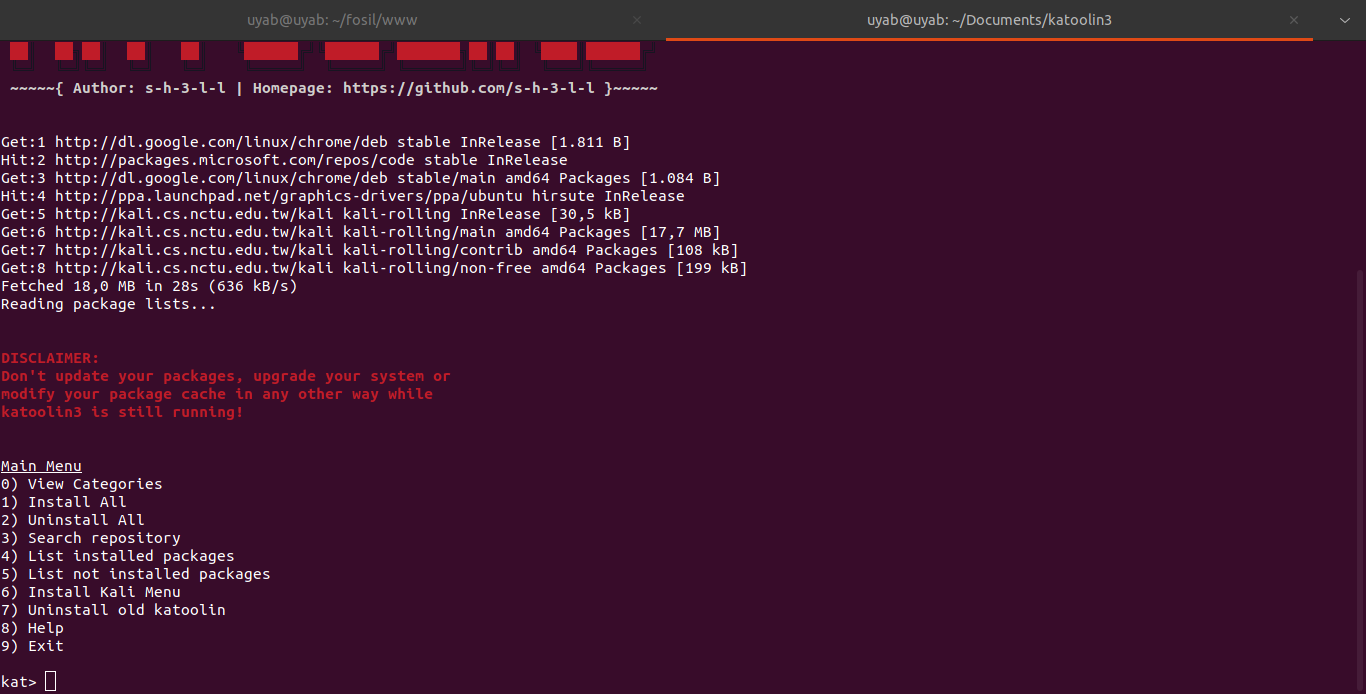 uyab@uyab: ~/fosil/www
uyab@uyab: ~/Documents/katoolin3
~~~~~{ Author: s-h-3-l-l | Homepage: https://github.com/s-h-3-l-l }~~~~~
Get:1 http://dl.google.com/linux/chrome/deb stable InRelease [1.811 B]
Hit:2 http://packages.microsoft.com/repos/code stable InRelease
Get:3 http://dl.google.com/linux/chrome/deb stable/main amd64 Packages [1.084 B]
Hit:4 http://ppa.launchpad.net/graphics-drivers/ppa/ubuntu hirsute InRelease
Get:5 http://kali.cs.nctu.edu.tw/kali kali-rolling InRelease [30,5 kB]
Get:6 http://kali.cs.nctu.edu.tw/kali kali-rolling/main amd64 Packages [17,7 MB]
Get:7 http://kali.cs.nctu.edu.tw/kali kali-rolling/contrib amd64 Packages [108 kB]
Get:8 http://kali.cs.nctu.edu.tw/kali kali-rolling/non-free amd64 Packages [199 kB]
Fetched 18,0 MB in 28s (636 kB/s)
Reading package lists...
DISCLAIMER:
Don't update your packages, upgrade your system or
modify your package cache in any other way while
katoolin3 is still running!
Main Menu
0) View Categories
1) Install All
2) Uninstall All
3) Search repository
4) List installed packages
5) List not installed packages
6) Install Kali Menu
7) Uninstall old katoolin
8) Help
9) Exit
kat>